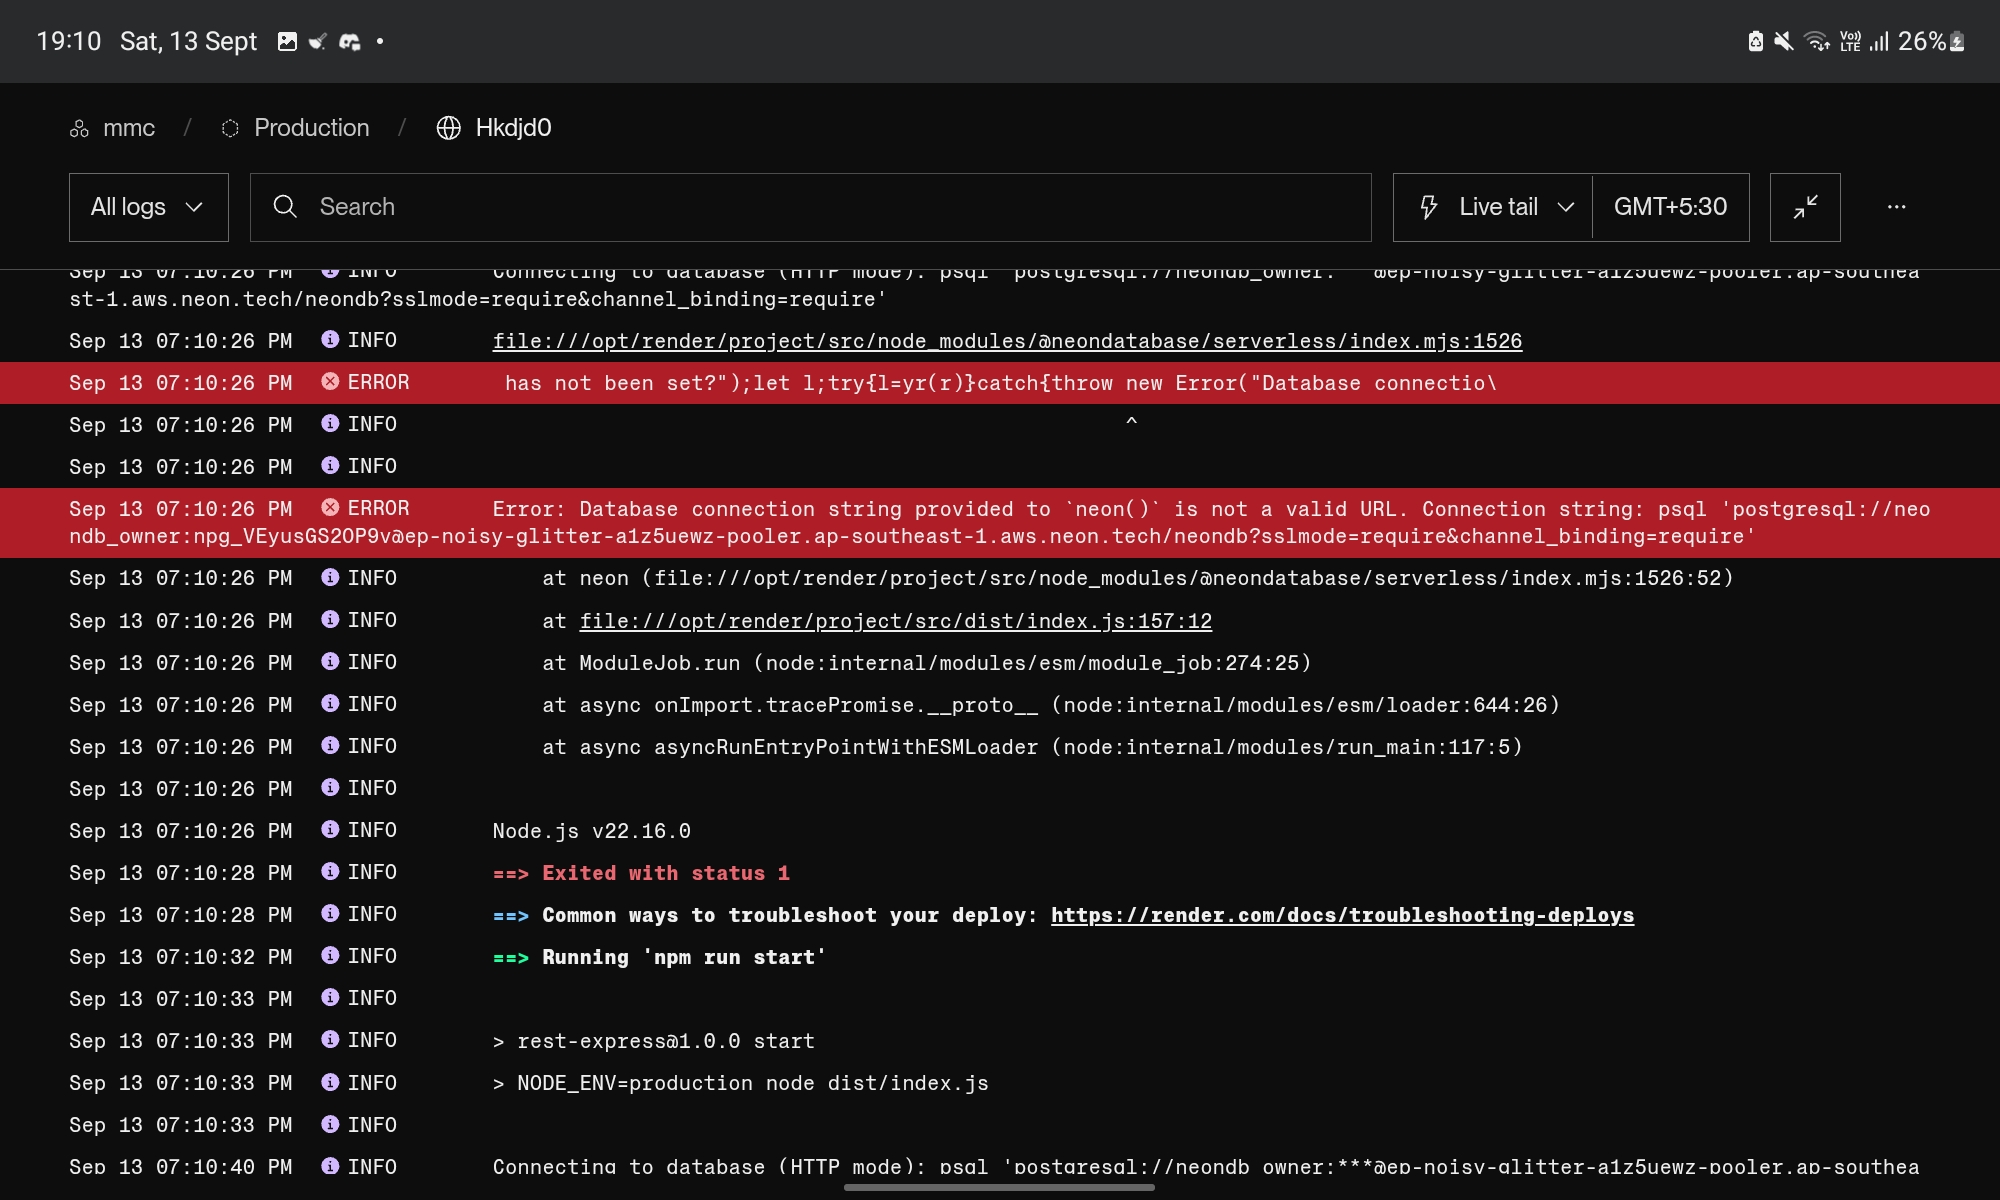 19:10 Sat, 13 Sept
26%
mmc / Production / Hkdjd0
All logs Search Live tail GMT+5:30 ...
Sep 13 07:10:26 PM INFO Connecting to database (HTTP mode): psql 'postgresql://neondb_owner:***@ep-noisy-glitter-a1z5uewz-pooler.ap-southea
st-1.aws.neon.tech/neondb?sslmode=require&channel_binding=require'
Sep 13 07:10:26 PM INFO file:///opt/render/project/src/node_modules/@neondatabase/serverless/index.mjs:1526
Sep 13 07:10:26 PM ERROR has not been set?");let l;try{l=yr(r)}catch{throw new Error("Database connectio\
Sep 13 07:10:26 PM INFO ^
Sep 13 07:10:26 PM INFO
Sep 13 07:10:26 PM ERROR Error: Database connection string provided to `neon()` is not a valid URL. Connection string: psql 'postgresql://neo
ndb_owner:npg_VEyusGS2OP9v@ep-noisy-glitter-a1z5uewz-pooler.ap-southeast-1.aws.neon.tech/neondb?sslmode=require&channel_binding=require'
Sep 13 07:10:26 PM INFO at neon (file:///opt/render/project/src/node_modules/@neondatabase/serverless/index.mjs:1526:52)
Sep 13 07:10:26 PM INFO at file:///opt/render/project/src/dist/index.js:157:12
Sep 13 07:10:26 PM INFO at ModuleJob.run (node:internal/modules/esm/module_job:274:25)
Sep 13 07:10:26 PM INFO at async onImport.tracePromise.__proto__ (node:internal/modules/esm/loader:644:26)
Sep 13 07:10:26 PM INFO at async asyncRunEntryPointWithESMLoader (node:internal/modules/run_main:117:5)
Sep 13 07:10:26 PM INFO
Sep 13 07:10:26 PM INFO Node.js v22.16.0
Sep 13 07:10:28 PM INFO ==> Exited with status 1
Sep 13 07:10:28 PM INFO ==> Common ways to troubleshoot your deploy: https://render.com/docs/troubleshooting-deploys
Sep 13 07:10:32 PM INFO ==> Running 'npm run start'
Sep 13 07:10:33 PM INFO
Sep 13 07:10:33 PM INFO > rest-express@1.0.0 start
Sep 13 07:10:33 PM INFO > NODE_ENV=production node dist/index.js
Sep 13 07:10:33 PM INFO
Sep 13 07:10:40 PM INFO Connecting to database (HTTP mode): psql 'postgresql://neondb_owner:***@ep-noisy-glitter-a1z5uewz-pooler.ap-southea